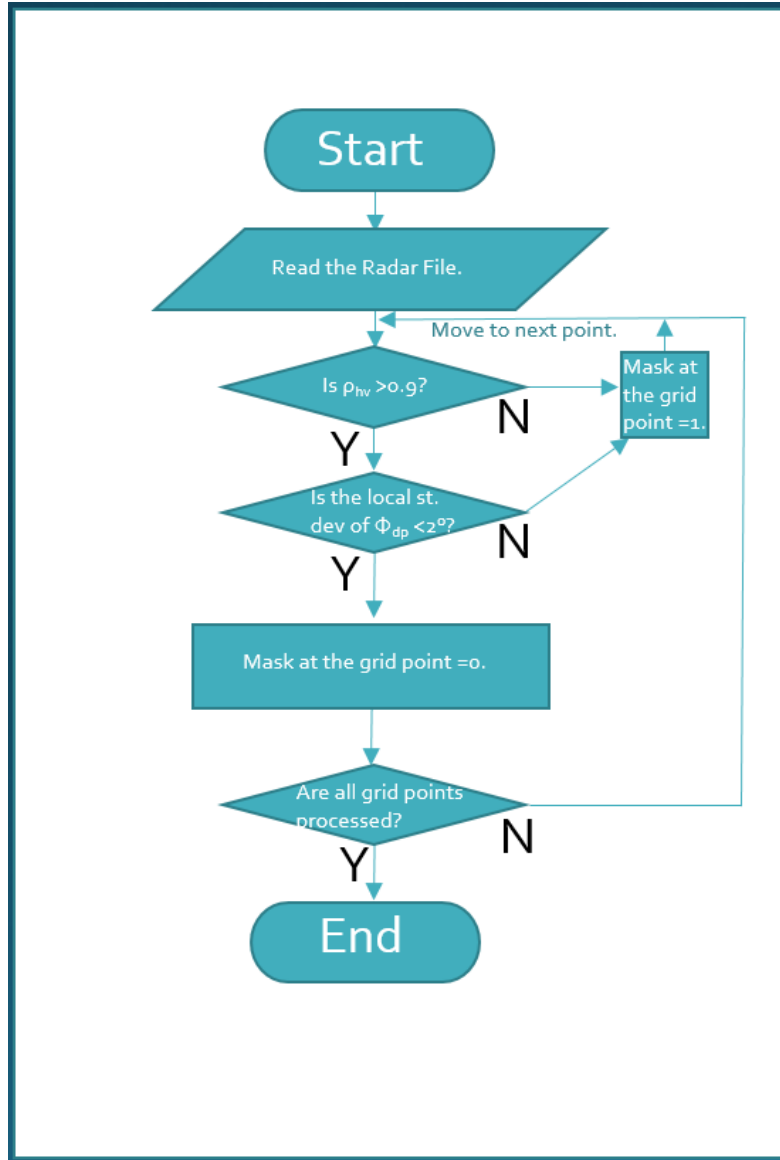 Start
Read the Radar File.
Move to next point.
Is ρhv >0.9?
N
Mask at
the grid
point =1.
Y
Is the local st.
dev of Φdp <2º?
N
Y
Mask at the grid point =0.
Are all grid points
processed?
N
Y
End